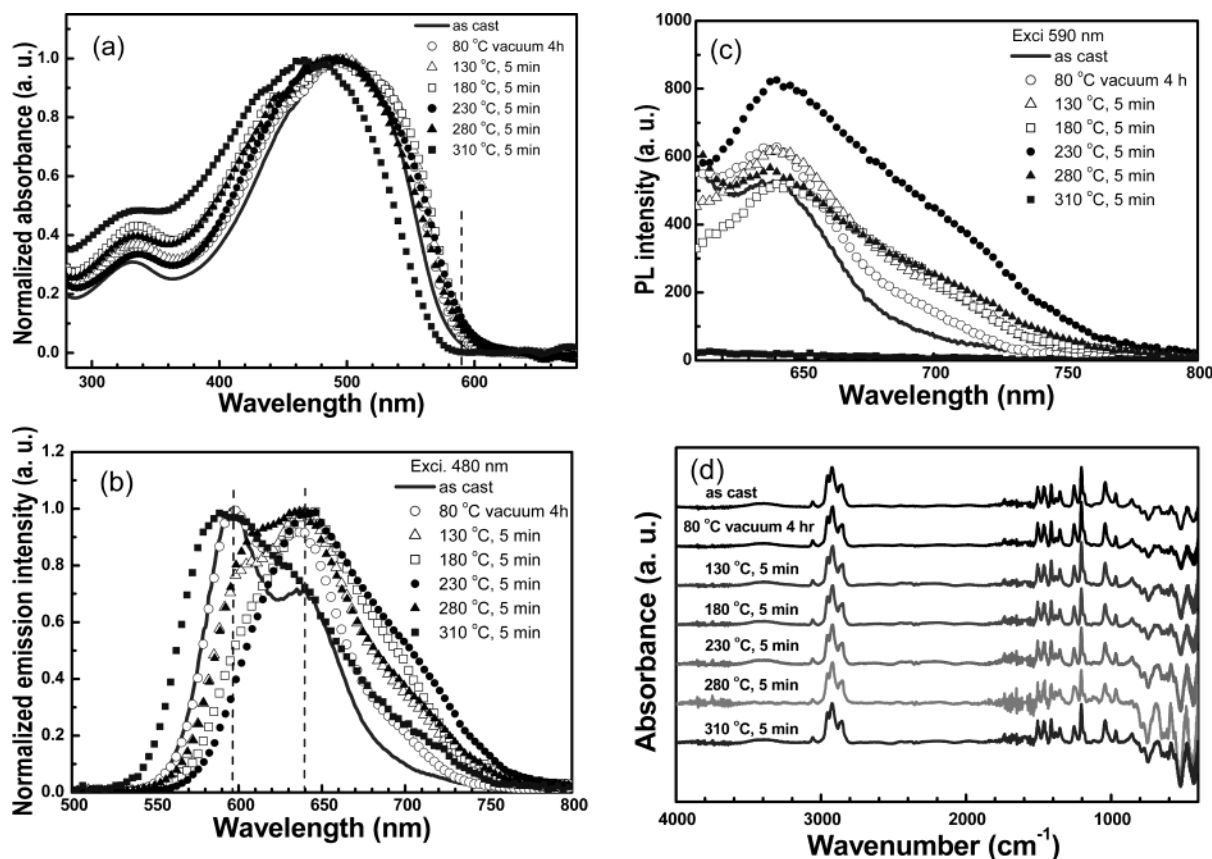 (a)
as cast
80 °C vacuum 4h
130 °C, 5 min
180 °C, 5 min
230 °C, 5 min
280 °C, 5 min
310 °C, 5 min
1.0
0.8
0.6
0.4
0.2
0.0
Normalized absorbance (a. u.)
300
400
500
600
Wavelength (nm)
(c)
Exci 590 nm
as cast
80 °C vacuum 4 h
130 °C, 5 min
180 °C, 5 min
230 °C, 5 min
280 °C, 5 min
310 °C, 5 min
1000
800
600
400
200
0
PL intensity (a. u.)
650
700
750
800
Wavelength (nm)
(b)
Exci. 480 nm
as cast
80 °C vacuum 4h
130 °C, 5 min
180 °C, 5 min
230 °C, 5 min
280 °C, 5 min
310 °C, 5 min
1.2
1.0
0.8
0.6
0.4
0.2
0.0
Normalized emission intensity (a. u.)
500
550
600
650
700
750
800
Wavelength (nm)
(d)
as cast
80 °C vacuum 4 hr
130 °C, 5 min
180 °C, 5 min
230 °C, 5 min
280 °C, 5 min
310 °C, 5 min
Absorbance (a. u.)
4000
3000
2000
1000
Wavenumber (cm⁻¹)